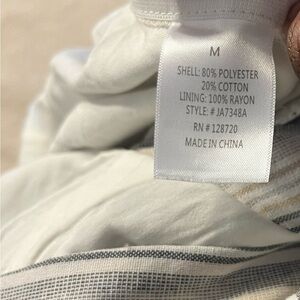 M
SHELL: 80% POLYESTER
20% COTTON
LINING: 100% RAYON
STYLE: # JA7348A
RN # 128720
MADE IN CHINA